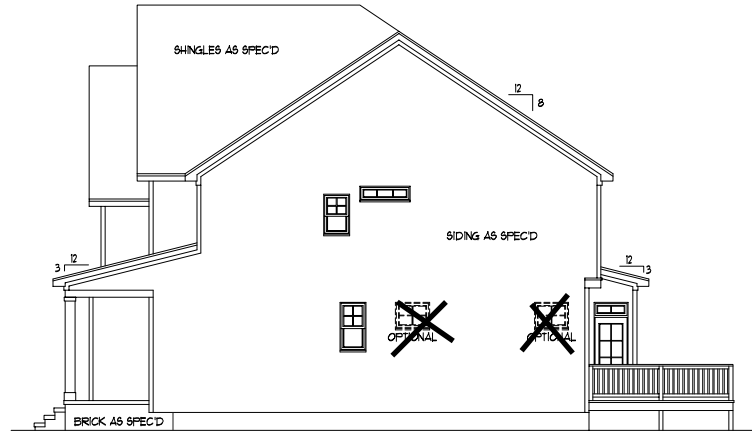 SHINGLES AS SPEC'D
12
8
SIDING AS SPEC'D
12
3
12
3
OPTIONAL
OPTIONAL
BRICK AS SPEC'D